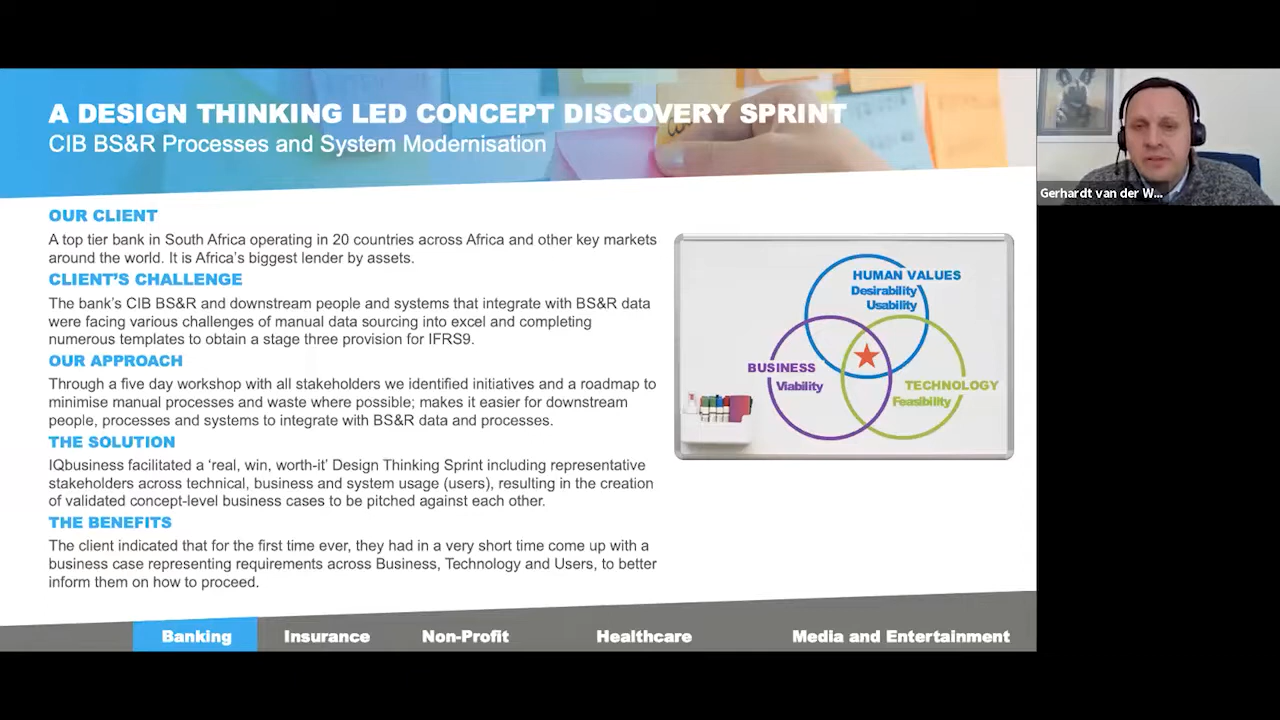 A DESIGN THINKING LED CONCEPT DISCOVERY SPRINT
CIB BS&R Processes and System Modernisation
OUR CLIENT
A top tier bank in South Africa operating in 20 countries across Africa and other key markets
around the world. It is Africa's biggest lender by assets.
CLIENT'S CHALLENGE
The bank's CIB BS&R and downstream people and systems that integrate with BS&R data
were facing various challenges of manual data sourcing into excel and completing
numerous templates to obtain a stage three provision for IFRS9.
OUR APPROACH
Through a five day workshop with all stakeholders we identified initiatives and a roadmap to
minimise manual processes and waste where possible; makes it easier for downstream
people, processes and systems to integrate with BS&R data and processes.
THE SOLUTION
IQbusiness facilitated a 'real, win, worth-it' Design Thinking Sprint including representative
stakeholders across technical, business and system usage (users), resulting in the creation
of validated concept-level business cases to be pitched against each other.
THE BENEFITS
The client indicated that for the first time ever, they had in a very short time come up with a
business case representing requirements across Business, Technology and Users, to better
inform them on how to proceed.
HUMAN VALUES
Desirability
Usability
BUSINESS
Viability
TECHNOLOGY
Feasibility
Banking
Insurance
Non-Profit
Healthcare
Media and Entertainment
Gerhardt van der W...